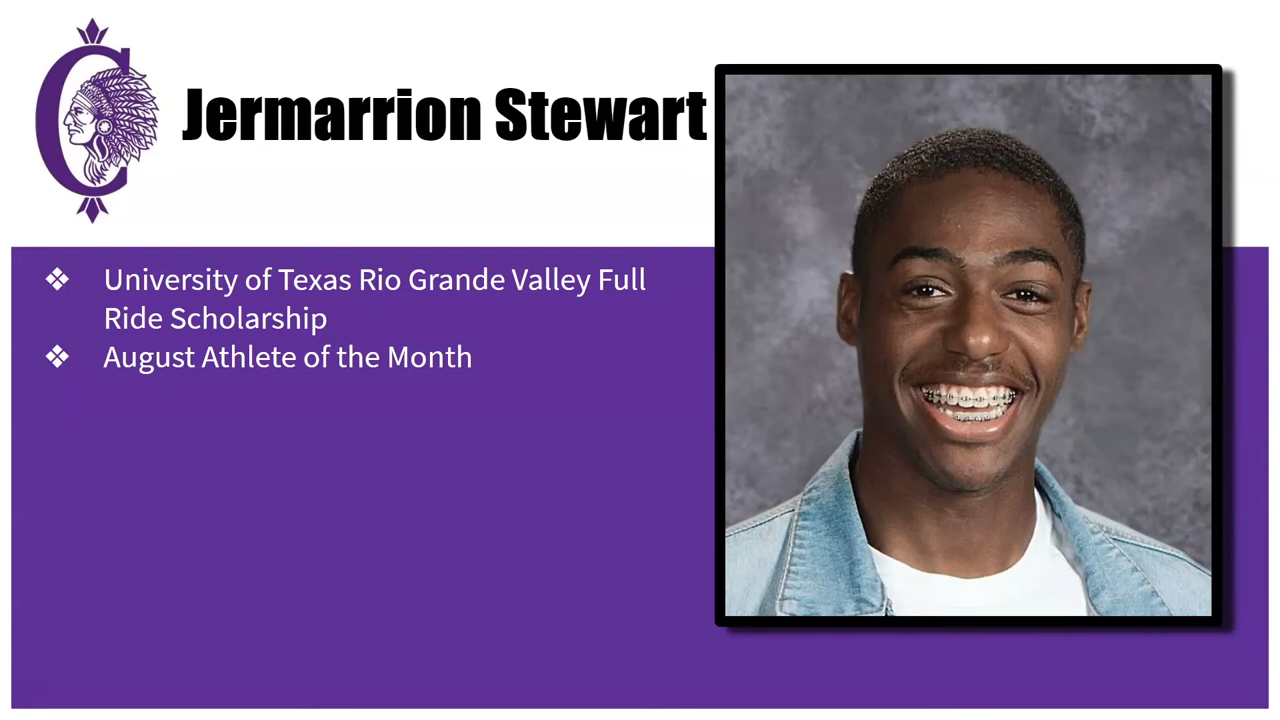 Jermarrion Stewart
❖ University of Texas Rio Grande Valley Full
Ride Scholarship
❖ August Athlete of the Month